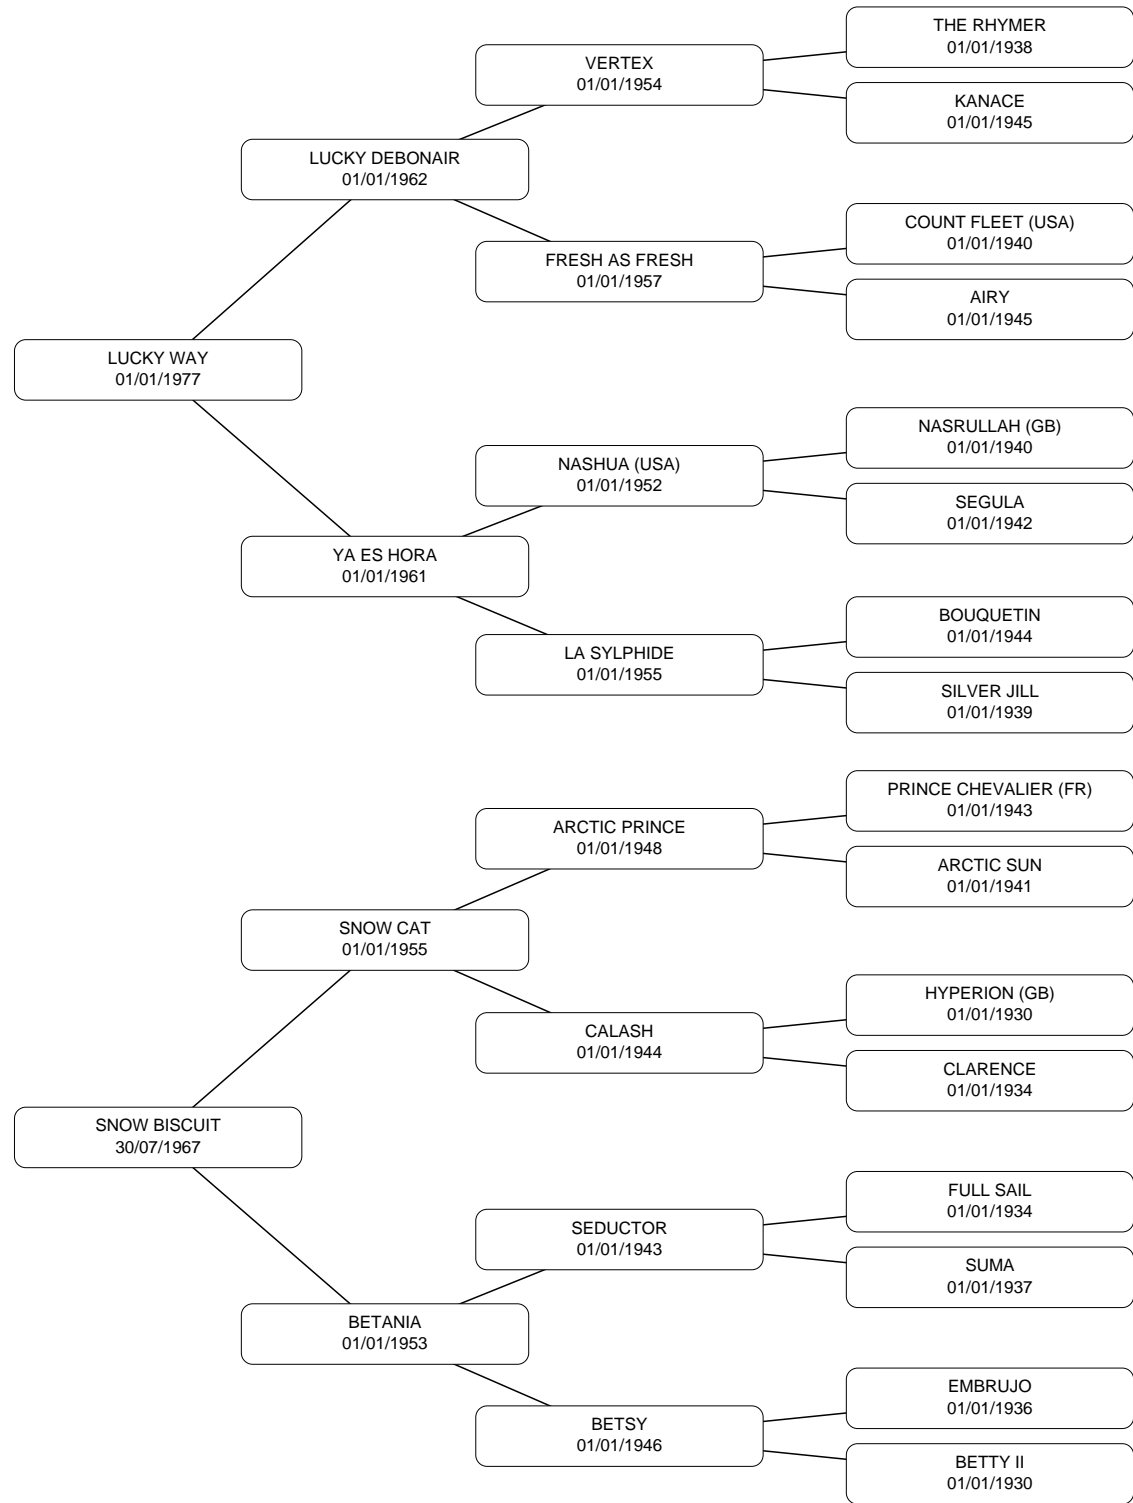 THE RHYMER
01/01/1938
VERTEX
01/01/1954
KANACE
01/01/1945
LUCKY DEBONAIR
01/01/1962
COUNT FLEET (USA)
01/01/1940
FRESH AS FRESH
01/01/1957
AIRY
01/01/1945
LUCKY WAY
01/01/1977
NASRULLAH (GB)
01/01/1940
NASHUA (USA)
01/01/1952
SEGULA
01/01/1942
YA ES HORA
01/01/1961
BOUQUETIN
01/01/1944
LA SYLPHIDE
01/01/1955
SILVER JILL
01/01/1939
PRINCE CHEVALIER (FR)
01/01/1943
ARCTIC PRINCE
01/01/1948
ARCTIC SUN
01/01/1941
SNOW CAT
01/01/1955
HYPERION (GB)
01/01/1930
CALASH
01/01/1944
CLARENCE
01/01/1934
SNOW BISCUIT
30/07/1967
FULL SAIL
01/01/1934
SEDUCTOR
01/01/1943
SUMA
01/01/1937
BETANIA
01/01/1953
EMBRUJO
01/01/1936
BETSY
01/01/1946
BETTY II
01/01/1930